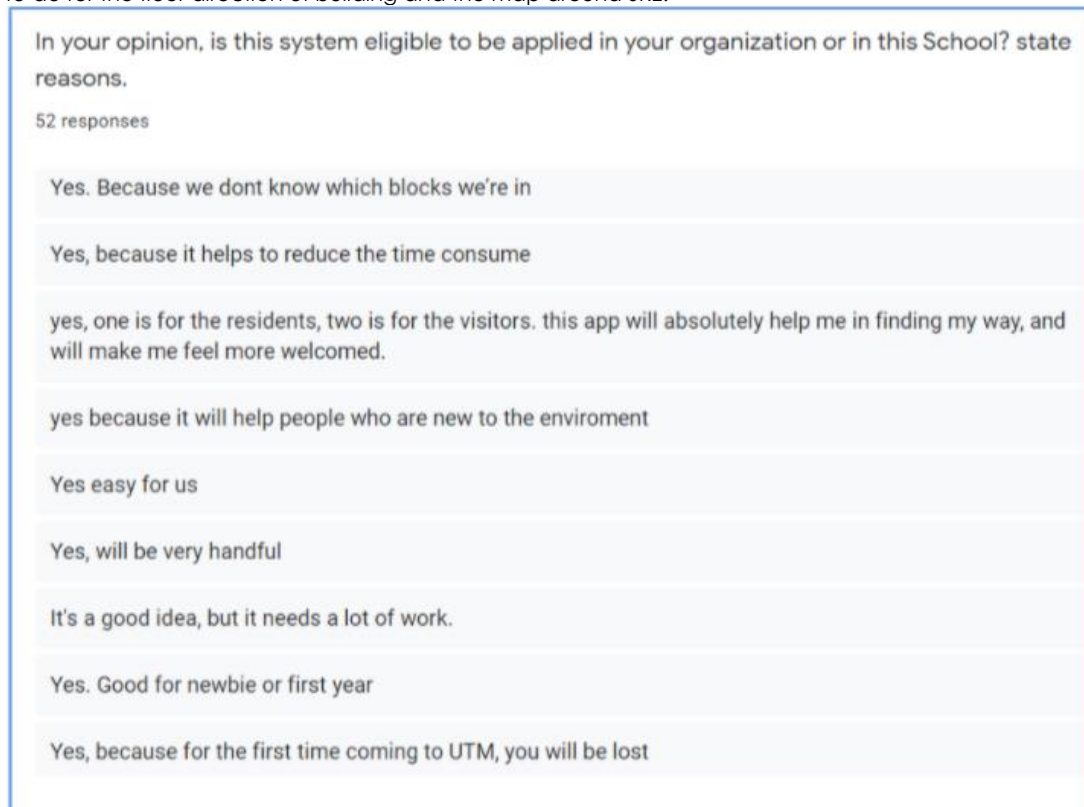 In your opinion, is this system eligible to be applied in your organization or in this School? state
reasons.
52 responses
Yes. Because we dont know which blocks we're in
Yes, because it helps to reduce the time consume
yes, one is for the residents, two is for the visitors. this app will absolutely help me in finding my way, and
will make me feel more welcomed.
yes because it will help people who are new to the enviroment
Yes easy for us
Yes, will be very handful
It's a good idea, but it needs a lot of work.
Yes. Good for newbie or first year
Yes, because for the first time coming to UTM, you will be lost